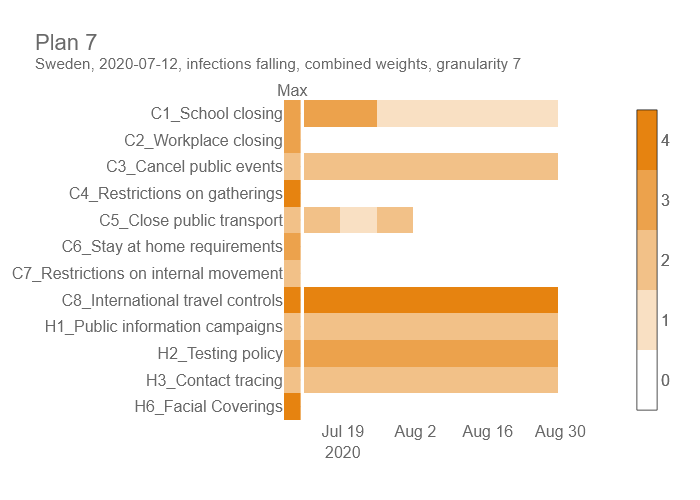 Plan 7
Sweden, 2020-07-12, infections falling, combined weights, granularity 7
Max
C1_School closing
C2_Workplace closing
C3_Cancel public events
C4_Restrictions on gatherings
C5_Close public transport
C6_Stay at home requirements
C7_Restrictions on internal movement
C8_International travel controls
H1_Public information campaigns
H2_Testing policy
H3_Contact tracing
H6_Facial Coverings
Jul 19 Aug 2 Aug 16 Aug 30
2020
4
3
2
1
0